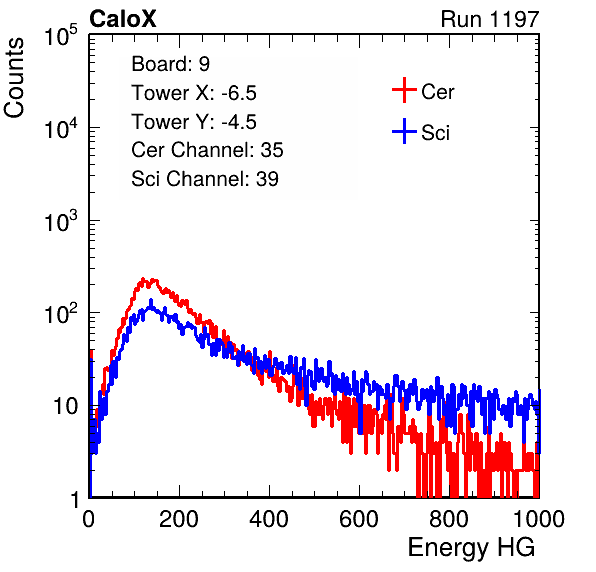 CaloX Run 1197
Counts
10^5
10^4
10^3
10^2
10
1
Board: 9
Tower X: -6.5
Tower Y: -4.5
Cer Channel: 35
Sci Channel: 39
Cer
Sci
0 200 400 600 800 1000
Energy HG